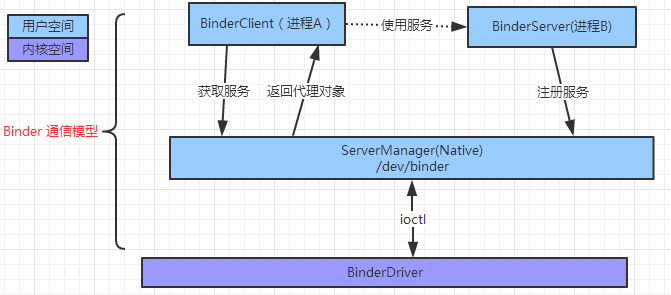 用户空间
内核空间
BinderClient（进程A）
使用服务
BinderServer(进程B)
获取服务
返回代理对象
注册服务
Binder 通信模型
ServerManager(Native)
/dev/binder
ioctl
BinderDriver